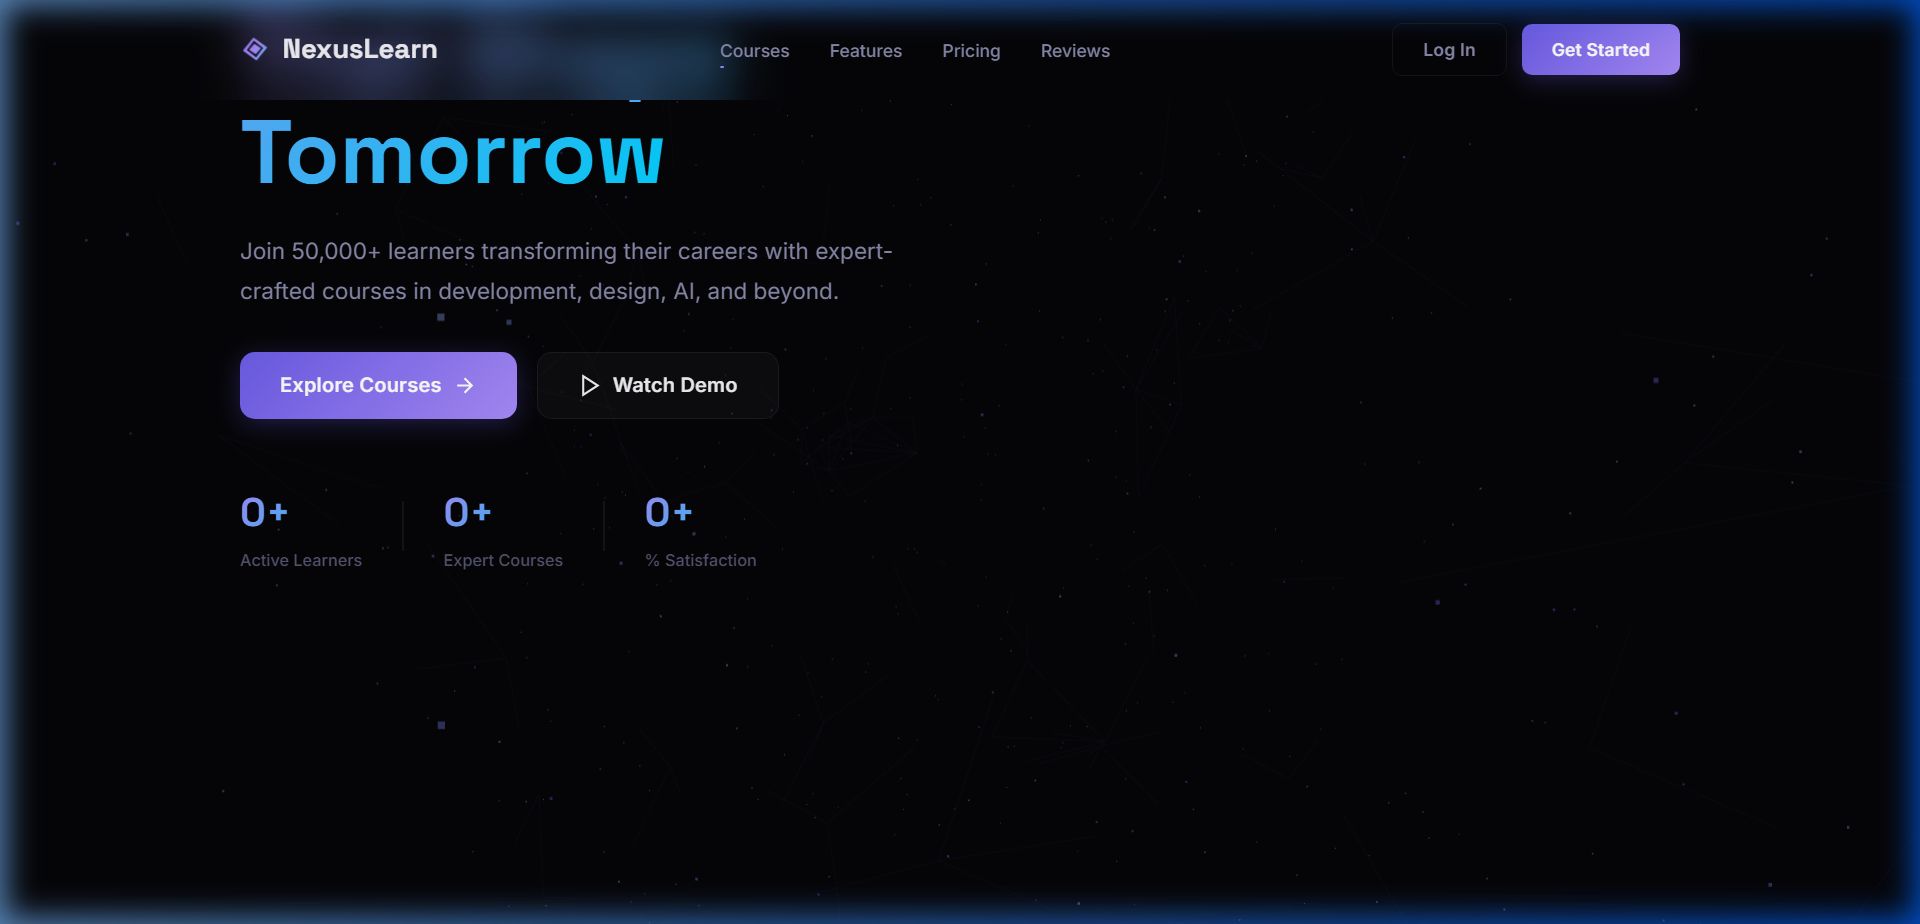 NexusLearn
Courses Features Pricing Reviews
Log In
Get Started
Tomorrow
Join 50,000+ learners transforming their careers with expert-
crafted courses in development, design, AI, and beyond.
Explore Courses →
Watch Demo
0+ 0+ 0+
Active Learners Expert Courses % Satisfaction